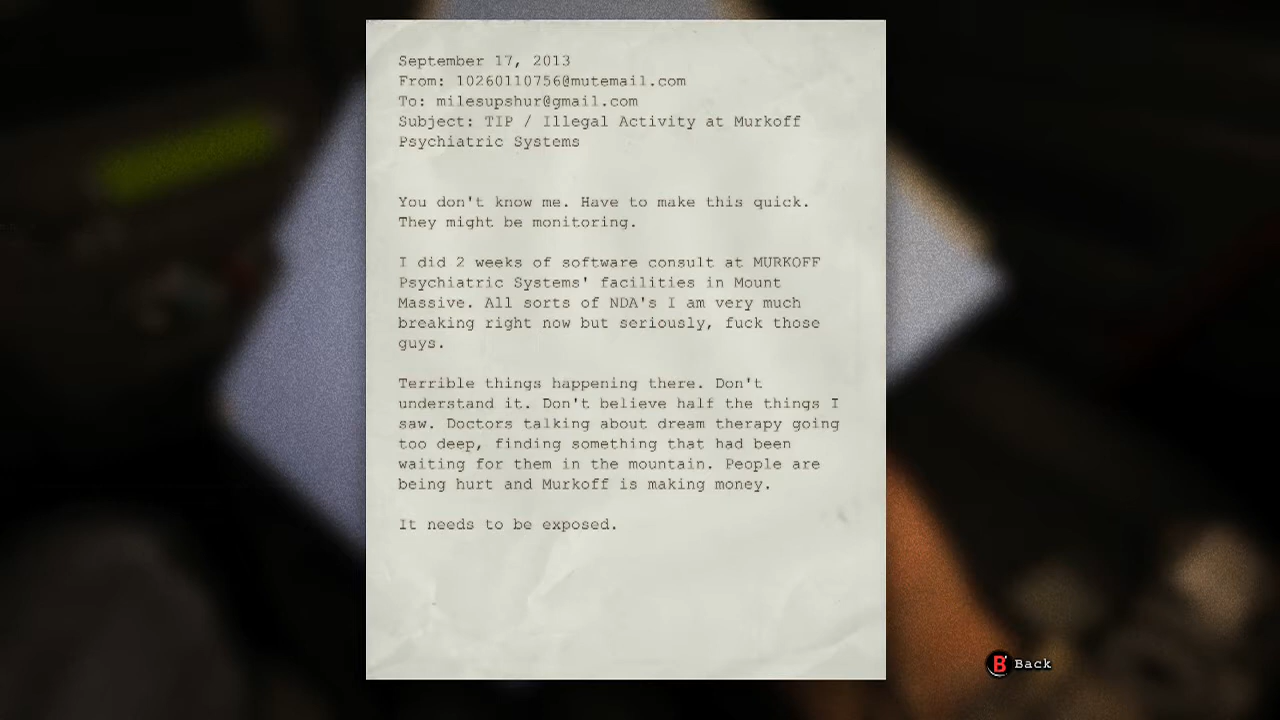 September 17, 2013
From: 10260110756@mutemail.com
To: milesupshur@gmail.com
Subject: TIP / Illegal Activity at Murkoff
Psychiatric Systems
You don't know me. Have to make this quick.
They might be monitoring.
I did 2 weeks of software consult at MURKOFF
Psychiatric Systems' facilities in Mount
Massive. All sorts of NDA's I am very much
breaking right now but seriously, fuck those
guys.
Terrible things happening there. Don't
understand it. Don't believe half the things I
saw. Doctors talking about dream therapy going
too deep, finding something that had been
waiting for them in the mountain. People are
being hurt and Murkoff is making money.
It needs to be exposed.
B Back